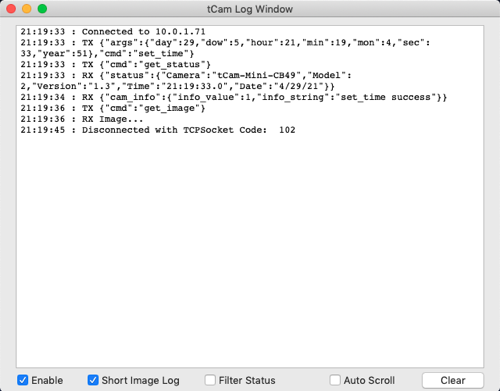 tCam Log Window
21:19:33 : Connected to 10.0.1.71
21:19:33 : TX {"args":{"day":29,"dow":5,"hour":21,"min":19,"mon":4,"sec":
33,"year":51},"cmd":"set_time"}
21:19:33 : TX {"cmd":"get_status"}
21:19:33 : RX {"status":{"Camera":"tCam-Mini-CB49","Model":
2,"Version":"1.3","Time":"21:19:33.0","Date":"4/29/21"}}
21:19:34 : RX {"cam_info":{"info_value":1,"info_string":"set_time success"}}
21:19:36 : TX {"cmd":"get_image"}
21:19:36 : RX Image...
21:19:45 : Disconnected with TCPSocket Code:  102
Enable Short Image Log Filter Status Auto Scroll Clear